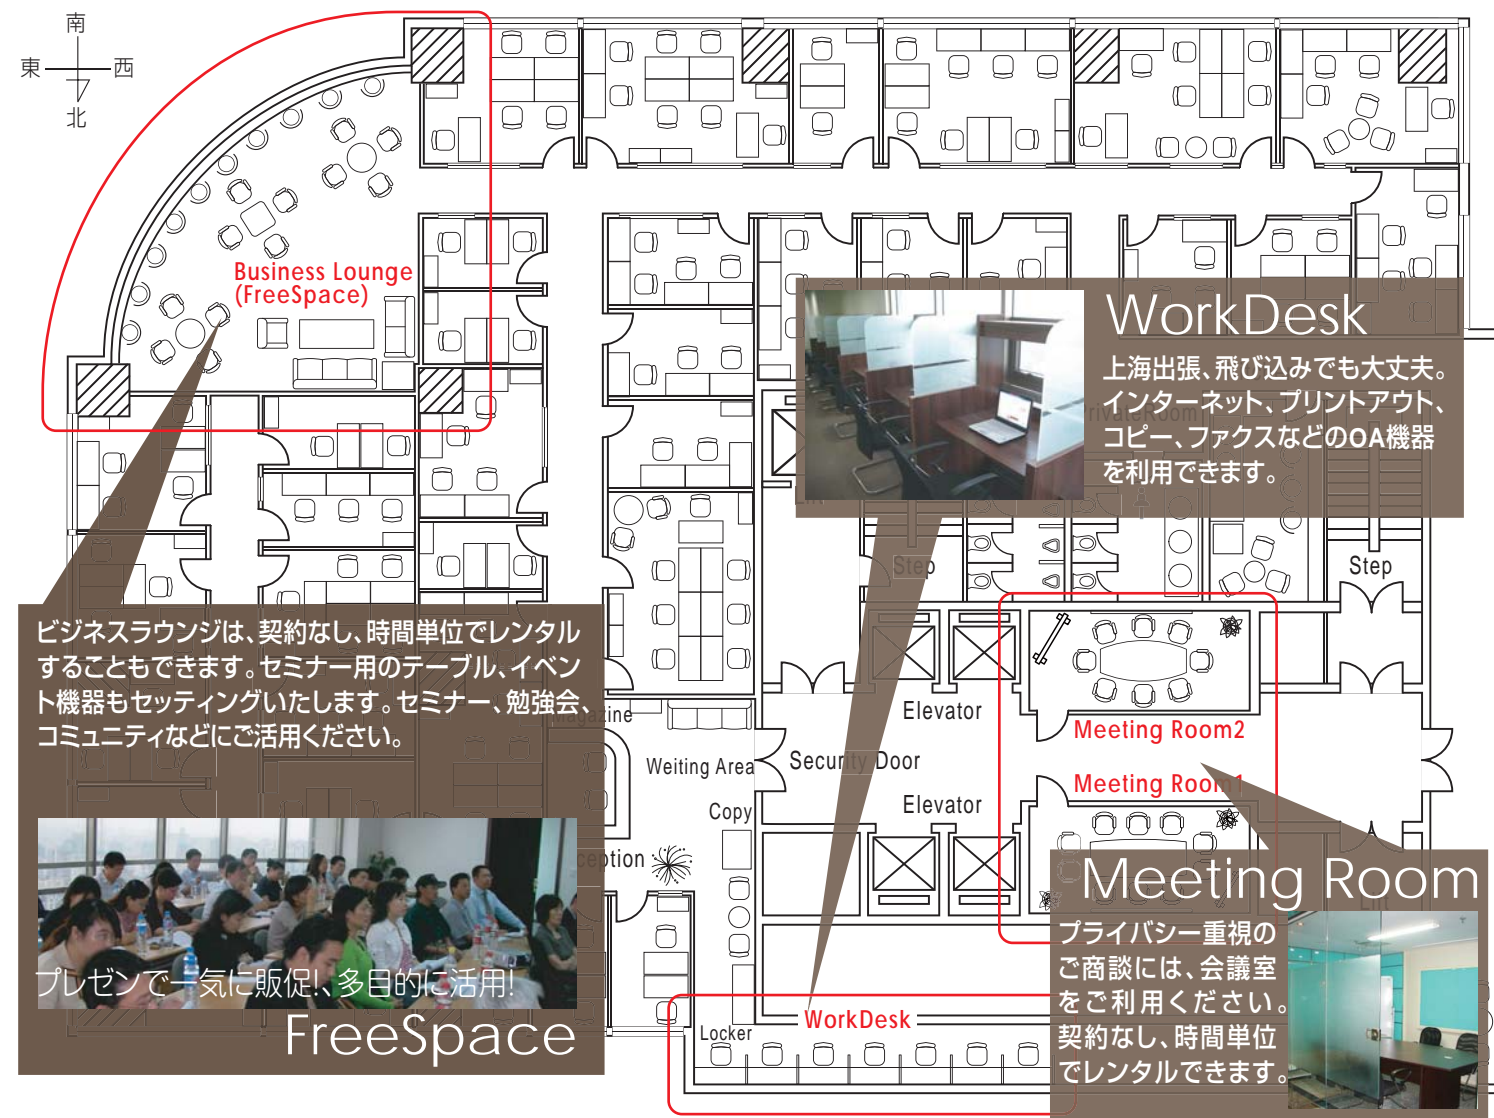 南
東 西
北
Business Lounge
(FreeSpace)
WorkDesk
上海出張、飛び込みでも大丈夫。
インターネット、プリントアウト、
コピー、ファクスなどのOA機器
を利用できます。
PrivateRoom
Step
Step
ビジネスラウンジは、契約なし、時間単位でレンタル
することもできます。セミナー用のテーブル、イベン
ト機器もセッティングいたします。セミナー、勉強会、
コミュニティなどにご活用ください。
Magazine
Elevator
Meeting Room2
Weiting Area
Security Door
Meeting Room1
Elevator
Copy
Meeting Room
プライバシー重視の
ご商談には、会議室
をご利用ください。
契約なし、時間単位
でレンタルできます。
プレゼンで一気に販促!、多目的に活用!
FreeSpace
WorkDesk
Locker